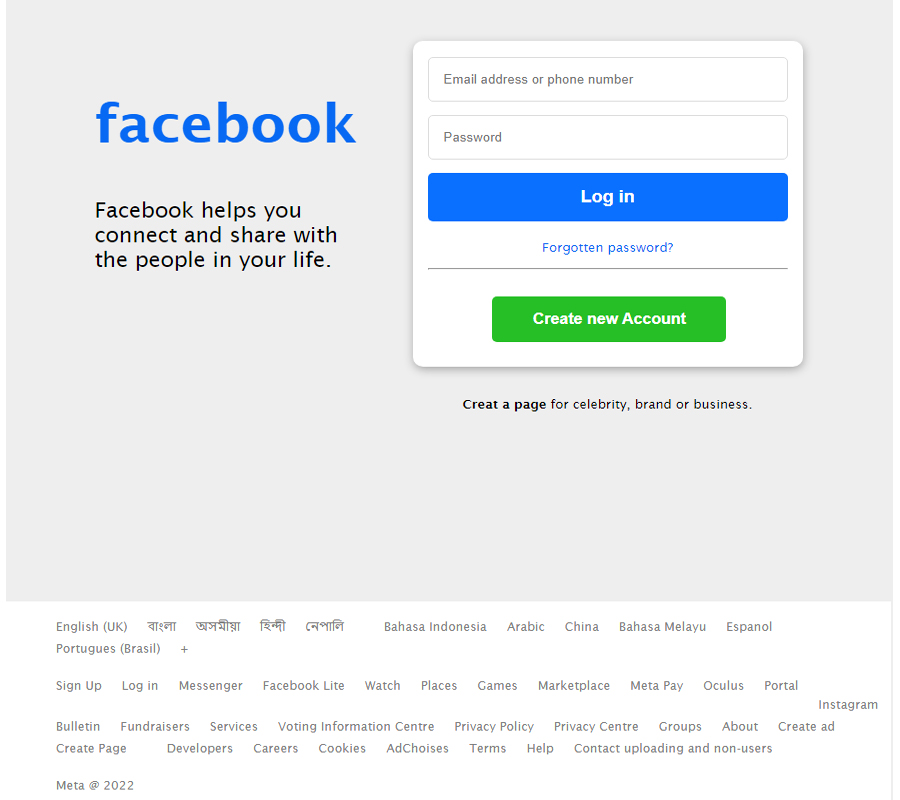 facebook
Facebook helps you
connect and share with
the people in your life.
Email address or phone number
Password
Log in
Forgotten password?
Create new Account
Creat a page for celebrity, brand or business.
English (UK) বাংলা অসমীয়া হিন্দী নেপালি Bahasa Indonesia Arabic China Bahasa Melayu Espanol
Portugues (Brasil) +
Sign Up Log in Messenger Facebook Lite Watch Places Games Marketplace Meta Pay Oculus Portal
Instagram
Bulletin Fundraisers Services Voting Information Centre Privacy Policy Privacy Centre Groups About Create ad
Create Page Developers Careers Cookies AdChoises Terms Help Contact uploading and non-users
Meta @ 2022